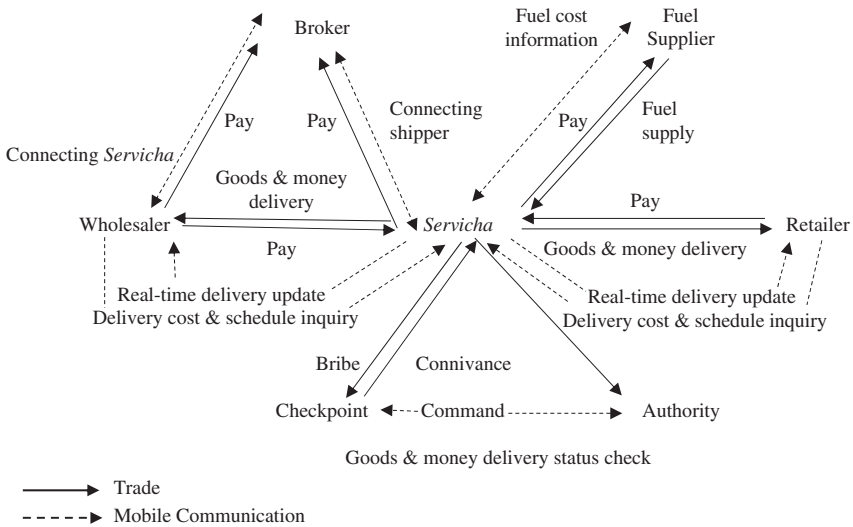 Broker
Fuel cost
information
Fuel
Supplier
Pay
Pay
Connecting
shipper
Pay
Fuel
supply
Connecting Servicha
Goods & money
delivery
Wholesaler
Servicha
Pay
Retailer
Pay
Goods & money delivery
Real-time delivery update
Delivery cost & schedule inquiry
Real-time delivery update
Delivery cost & schedule inquiry
Bribe
Connivance
Checkpoint
Command
Authority
Goods & money delivery status check
Trade
Mobile Communication